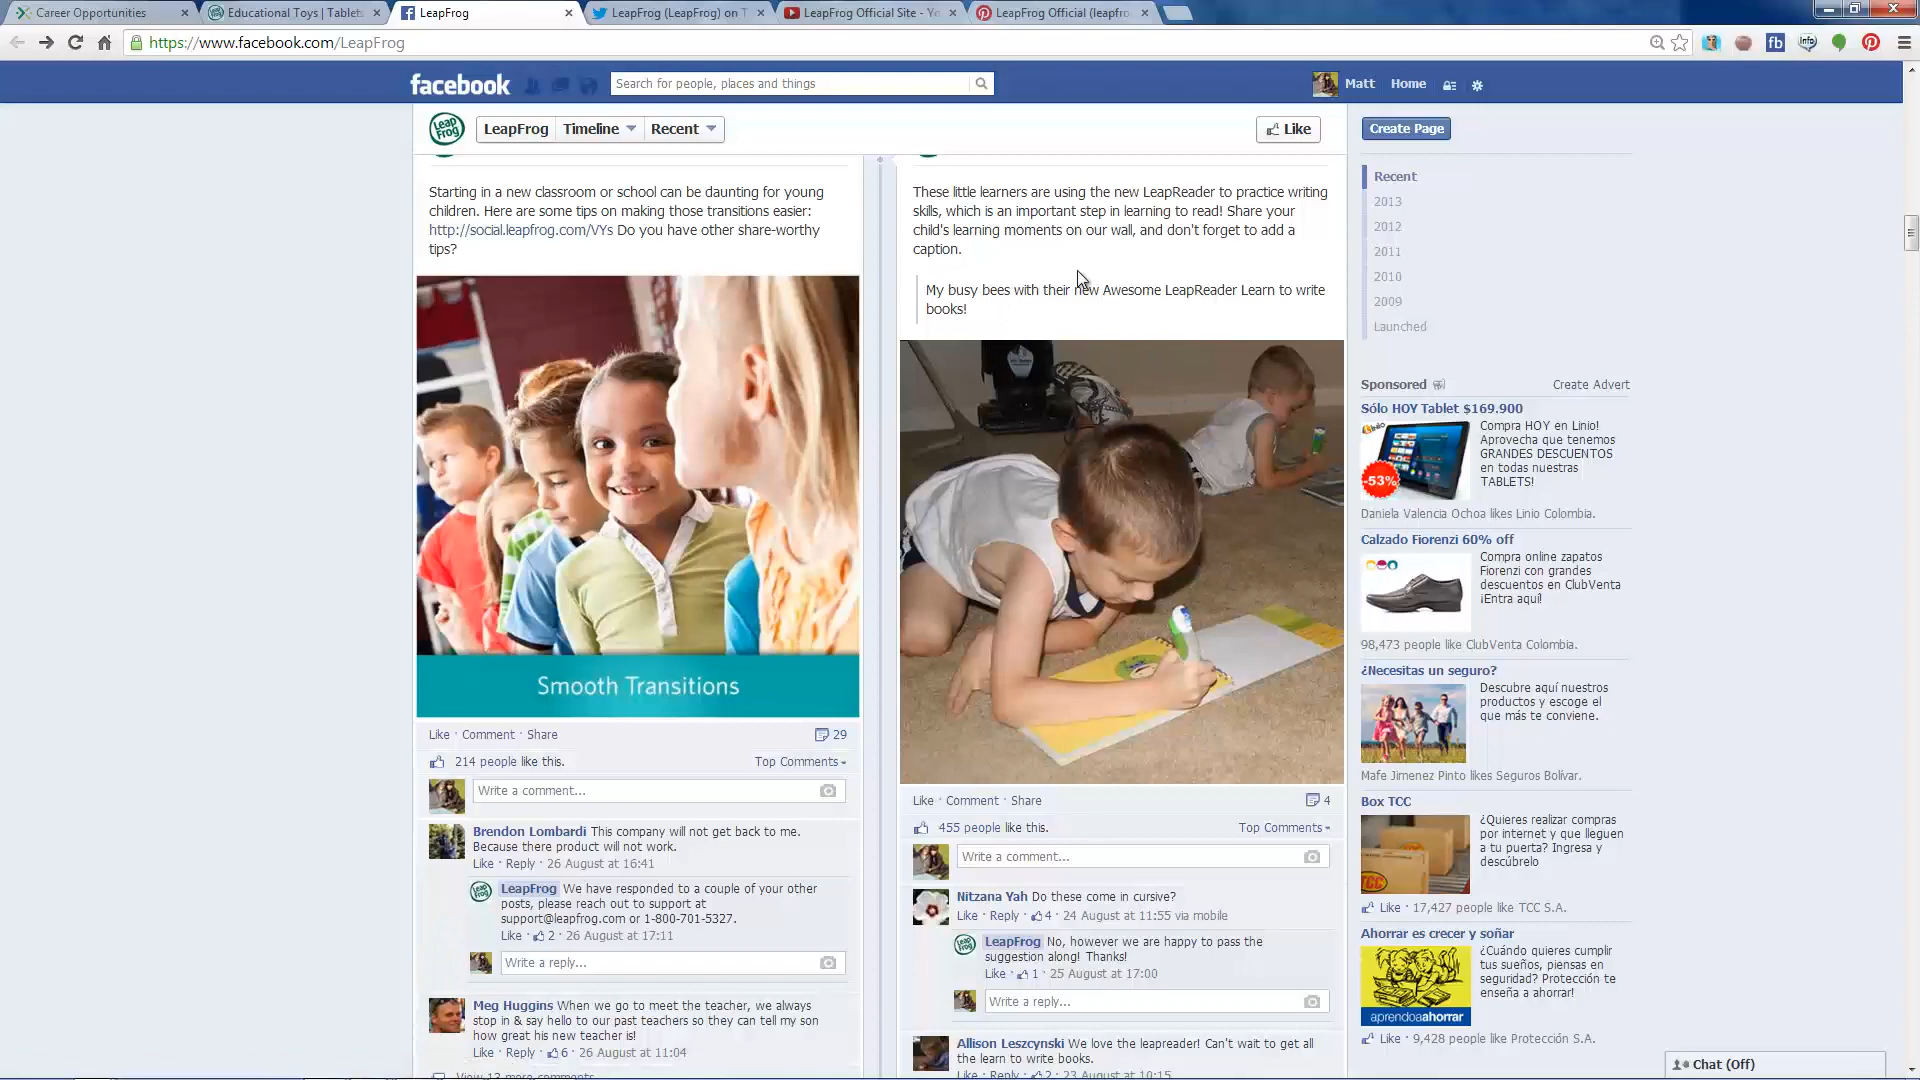 Career Opportunities
Educational Toys | Tablets
LeapFrog
LeapFrog (LeapFrog) on T
LeapFrog Official Site - Yo
LeapFrog Official (leapfro
https://www.facebook.com/LeapFrog
facebook
Search for people, places and things
Matt
Home
Leap
Frog
LeapFrog
Timeline
Recent
Like
Create Page
Recent
2013
2012
2011
2010
2009
Launched
Starting in a new classroom or school can be daunting for young
children. Here are some tips on making those transitions easier:
http://social.leapfrog.com/VYs Do you have other share-worthy
tips?
Smooth Transitions
Like · Comment · Share
29
214 people like this.
Top Comments
Write a comment...
Brendon Lombardi This company will not get back to me.
Because there product will not work.
Like · Reply · 26 August at 16:41
LeapFrog We have responded to a couple of your other
posts, please reach out to support at
support@leapfrog.com or 1-800-701-5327.
Like · 2 · 26 August at 17:11
Write a reply...
Meg Huggins When we go to meet the teacher, we always
stop in & say hello to our past teachers so they can tell my son
how great his new teacher is!
Like · Reply · 6 · 26 August at 11:04
View 13 more comments
These little learners are using the new LeapReader to practice writing
skills, which is an important step in learning to read! Share your
child's learning moments on our wall, and don't forget to add a
caption.
My busy bees with their new Awesome LeapReader Learn to write
books!
Like · Comment · Share
4
455 people like this.
Top Comments
Write a comment...
Nitzana Yah Do these come in cursive?
Like · Reply · 4 · 24 August at 11:55 via mobile
LeapFrog No, however we are happy to pass the
suggestion along! Thanks!
Like · 1 · 25 August at 17:00
Write a reply...
Allison Leszcynski We love the leapreader! Can't wait to get all
the learn to write books.
Like · Reply · 2 · 23 August at 10:15
Sponsored
Create Advert
Sólo HOY Tablet $169.900
Linio
-53%
Compra HOY en Linio!
Aprovecha que tenemos
GRANDES DESCUENTOS
en todas nuestras
TABLETS!
Daniela Valencia Ochoa likes Linio Colombia.
Calzado Fiorenzi 60% off
Compra online zapatos
Fiorenzi con grandes
descuentos en ClubVenta
¡Entra aquí!
98,473 people like ClubVenta Colombia.
¿Necesitas un seguro?
Descubre aquí nuestros
productos y escoge el
que más te conviene.
Mafe Jimenez Pinto likes Seguros Bolívar.
Box TCC
TCC
¿Quieres realizar compras
por internet y que lleguen
a tu puerta? Ingresa y
descúbrelo
Like · 17,427 people like TCC S.A.
Ahorrar es crecer y soñar
aprendoaahorrar
¿Cuándo quieres cumplir
tus sueños, piensas en
seguridad? Protección te
enseña a ahorrar!
Like · 9,428 people like Protección S.A.
Chat (Off)